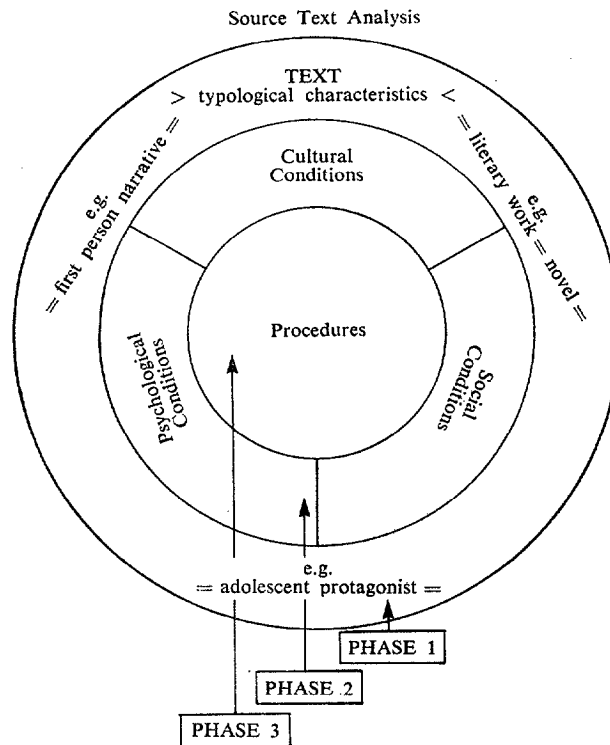 Source Text Analysis
TEXT
> typological characteristics <
Cultural
Conditions
e.g.
= first person narrative =
e.g.
= literary work = novel =
Procedures
Psychological
Conditions
Social
Conditions
e.g.
= adolescent protagonist =
PHASE 1
PHASE .2
PHASE 3